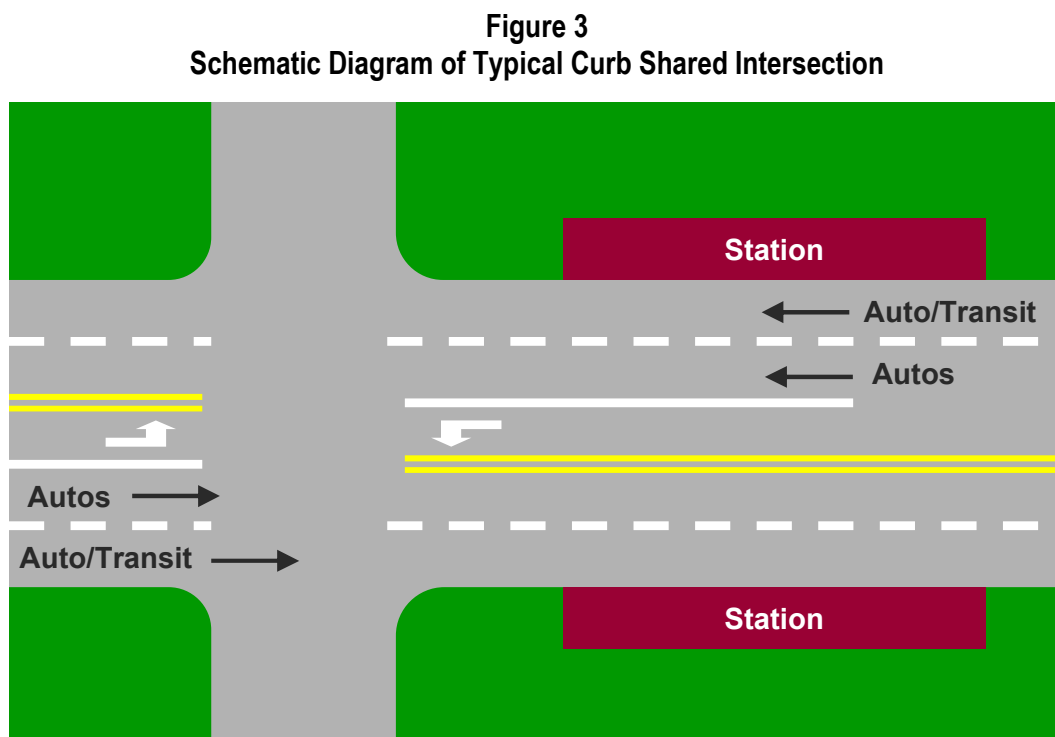 Figure 3
Schematic Diagram of Typical Curb Shared Intersection
Station
Auto/Transit
Autos
Autos
Auto/Transit
Station